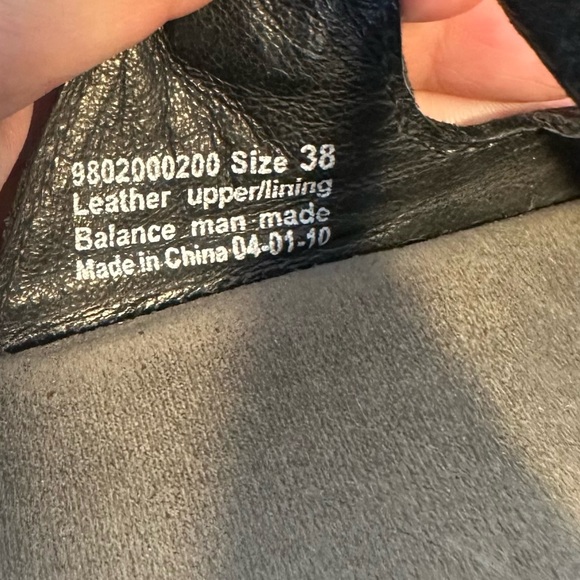 9802000200 Size 38
Leather upper/lining
Balance man made
Made in China 04-01-10